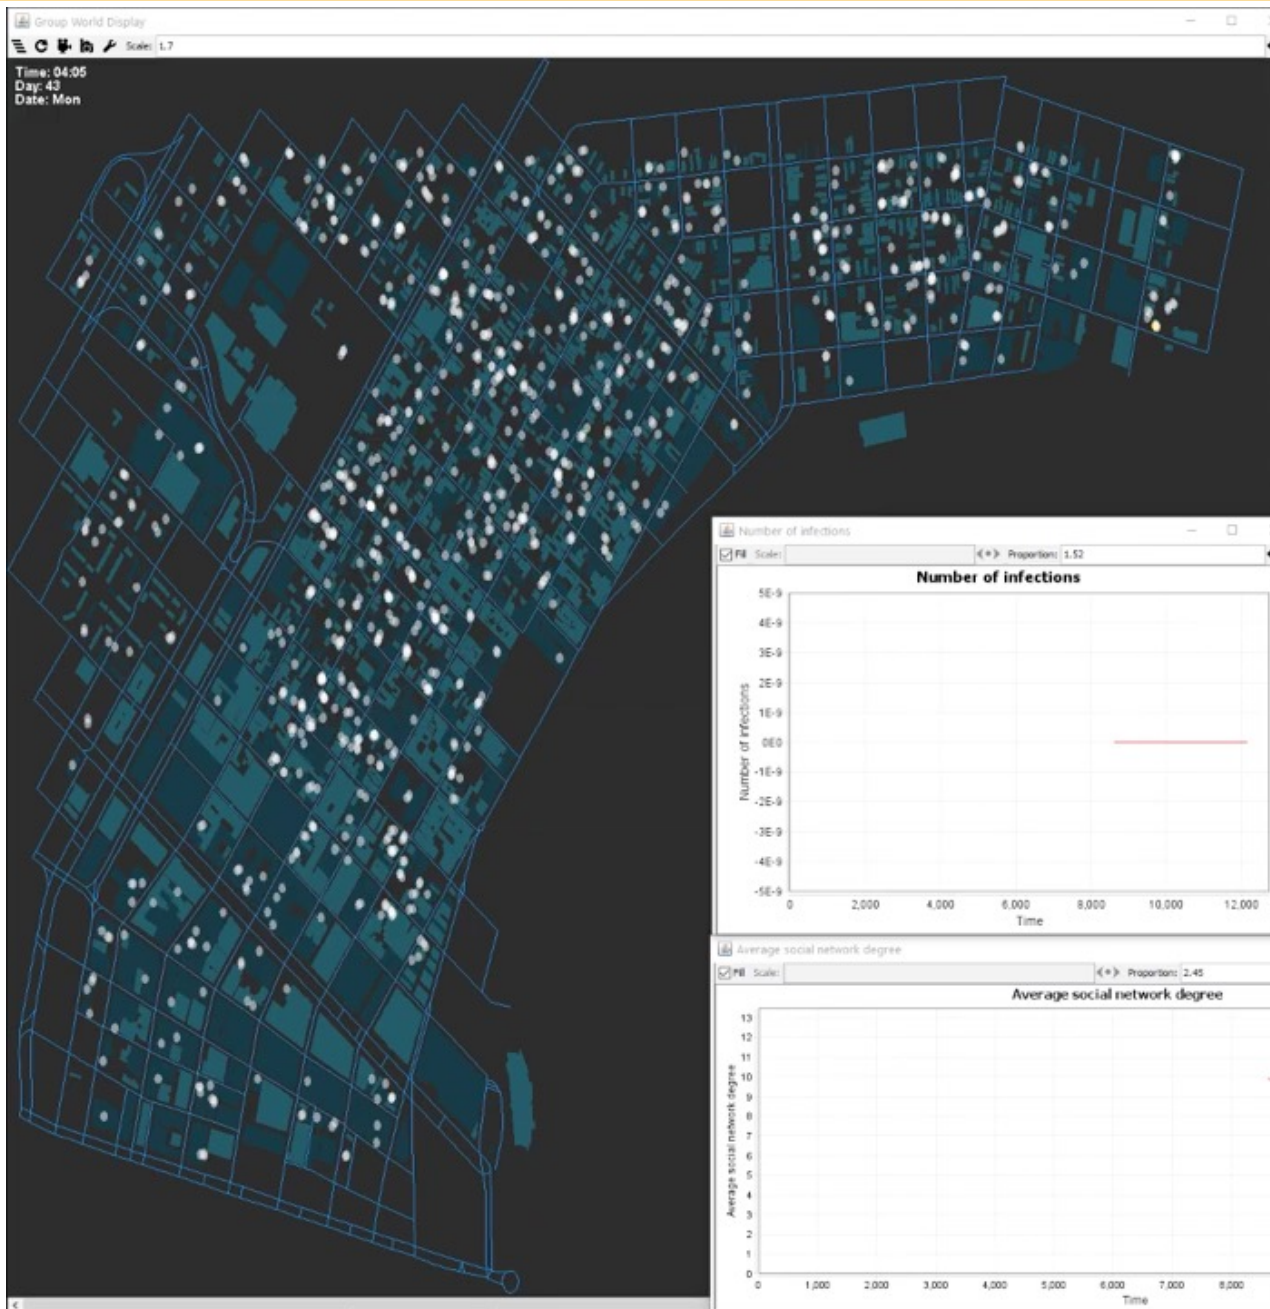 Group World Display
Scale: 1.7
Time: 04:05
Day: 43
Date: Mon
Number of infections
Fill Scale: Proportion: 1.52
Number of infections
5E-9
4E-9
3E-9
2E-9
1E-9
0E0
-1E-9
-2E-9
-3E-9
-4E-9
-5E-9
Number of infections
0 2,000 4,000 6,000 8,000 10,000 12,000
Time
Average social network degree
Fill Scale: Proportion: 2.45
Average social network degree
13
12
11
10
9
8
7
6
5
4
3
2
1
0
Average social network degree
0 1,000 2,000 3,000 4,000 5,000 6,000 7,000 8,000
Time